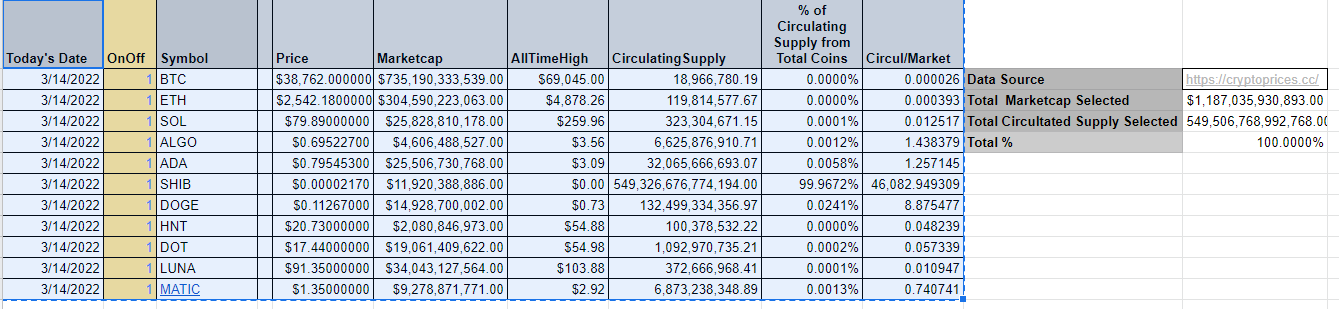 Today's Date OnOff Symbol Price Marketcap AllTimeHigh CirculatingSupply % of Circulating Supply from Total Coins Circul/Market
3/14/2022 1 BTC $38,762.000000 $735,190,333,539.00 $69,045.00 18,966,780.19 0.0000% 0.000026 Data Source https://cryptoprices.cc/
3/14/2022 1 ETH $2,542.1800000 $304,590,223,063.00 $4,878.26 119,814,577.67 0.0000% 0.000393 Total Marketcap Selected $1,187,035,930,893.00
3/14/2022 1 SOL $79.89000000 $25,828,810,178.00 $259.96 323,304,671.15 0.0001% 0.012517 Total Circultated Supply Selected 549,506,768,992,768.00
3/14/2022 1 ALGO $0.69522700 $4,606,488,527.00 $3.56 6,625,876,910.71 0.0012% 1.438379 Total % 100.0000%
3/14/2022 1 ADA $0.79545300 $25,506,730,768.00 $3.09 32,065,666,693.07 0.0058% 1.257145
3/14/2022 1 SHIB $0.00002170 $11,920,388,886.00 $0.00 549,326,676,774,194.00 99.9672% 46,082.949309
3/14/2022 1 DOGE $0.11267000 $14,928,700,002.00 $0.73 132,499,334,356.97 0.0241% 8.875477
3/14/2022 1 HNT $20.73000000 $2,080,846,973.00 $54.88 100,378,532.22 0.0000% 0.048239
3/14/2022 1 DOT $17.44000000 $19,061,409,622.00 $54.98 1,092,970,735.21 0.0002% 0.057339
3/14/2022 1 LUNA $91.35000000 $34,043,127,564.00 $103.88 372,666,968.41 0.0001% 0.010947
3/14/2022 1 MATIC $1.35000000 $9,278,871,771.00 $2.92 6,873,238,348.89 0.0013% 0.740741